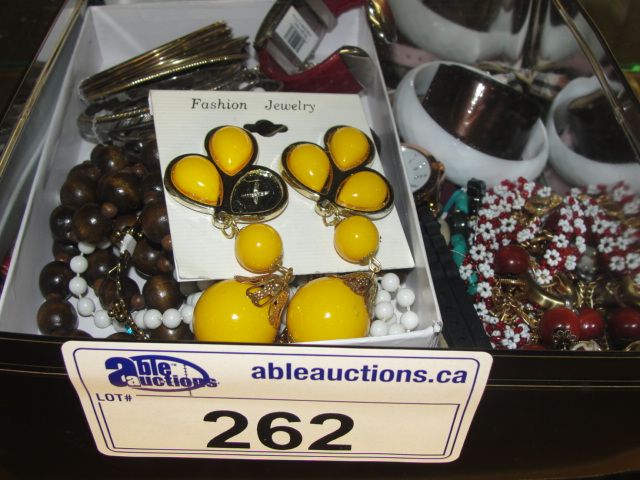 Fashion Jewelry
able auctions
ableauctions.ca
LOT#
262